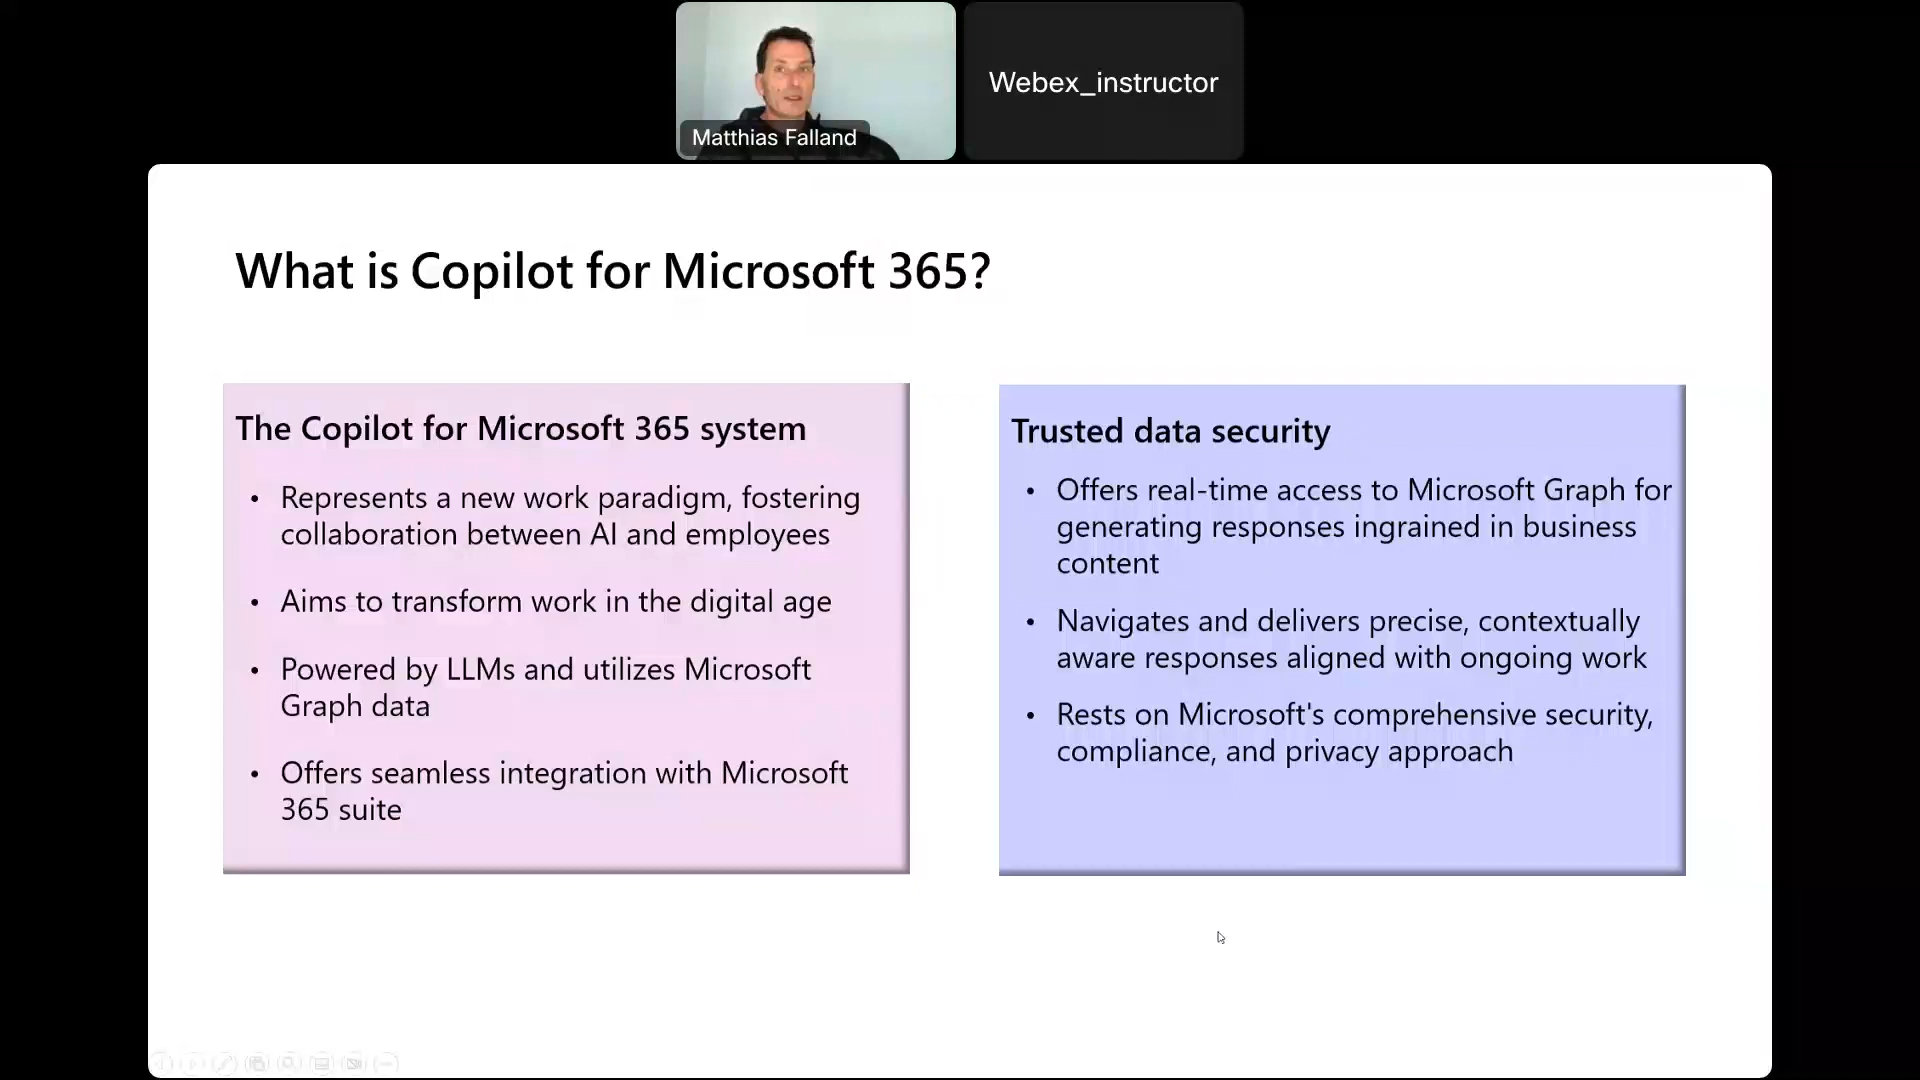 Matthias Falland
Webex_instructor
What is Copilot for Microsoft 365?
The Copilot for Microsoft 365 system
• Represents a new work paradigm, fostering
collaboration between AI and employees
• Aims to transform work in the digital age
• Powered by LLMs and utilizes Microsoft
Graph data
• Offers seamless integration with Microsoft
365 suite
Trusted data security
• Offers real-time access to Microsoft Graph for
generating responses ingrained in business
content
• Navigates and delivers precise, contextually
aware responses aligned with ongoing work
• Rests on Microsoft's comprehensive security,
compliance, and privacy approach